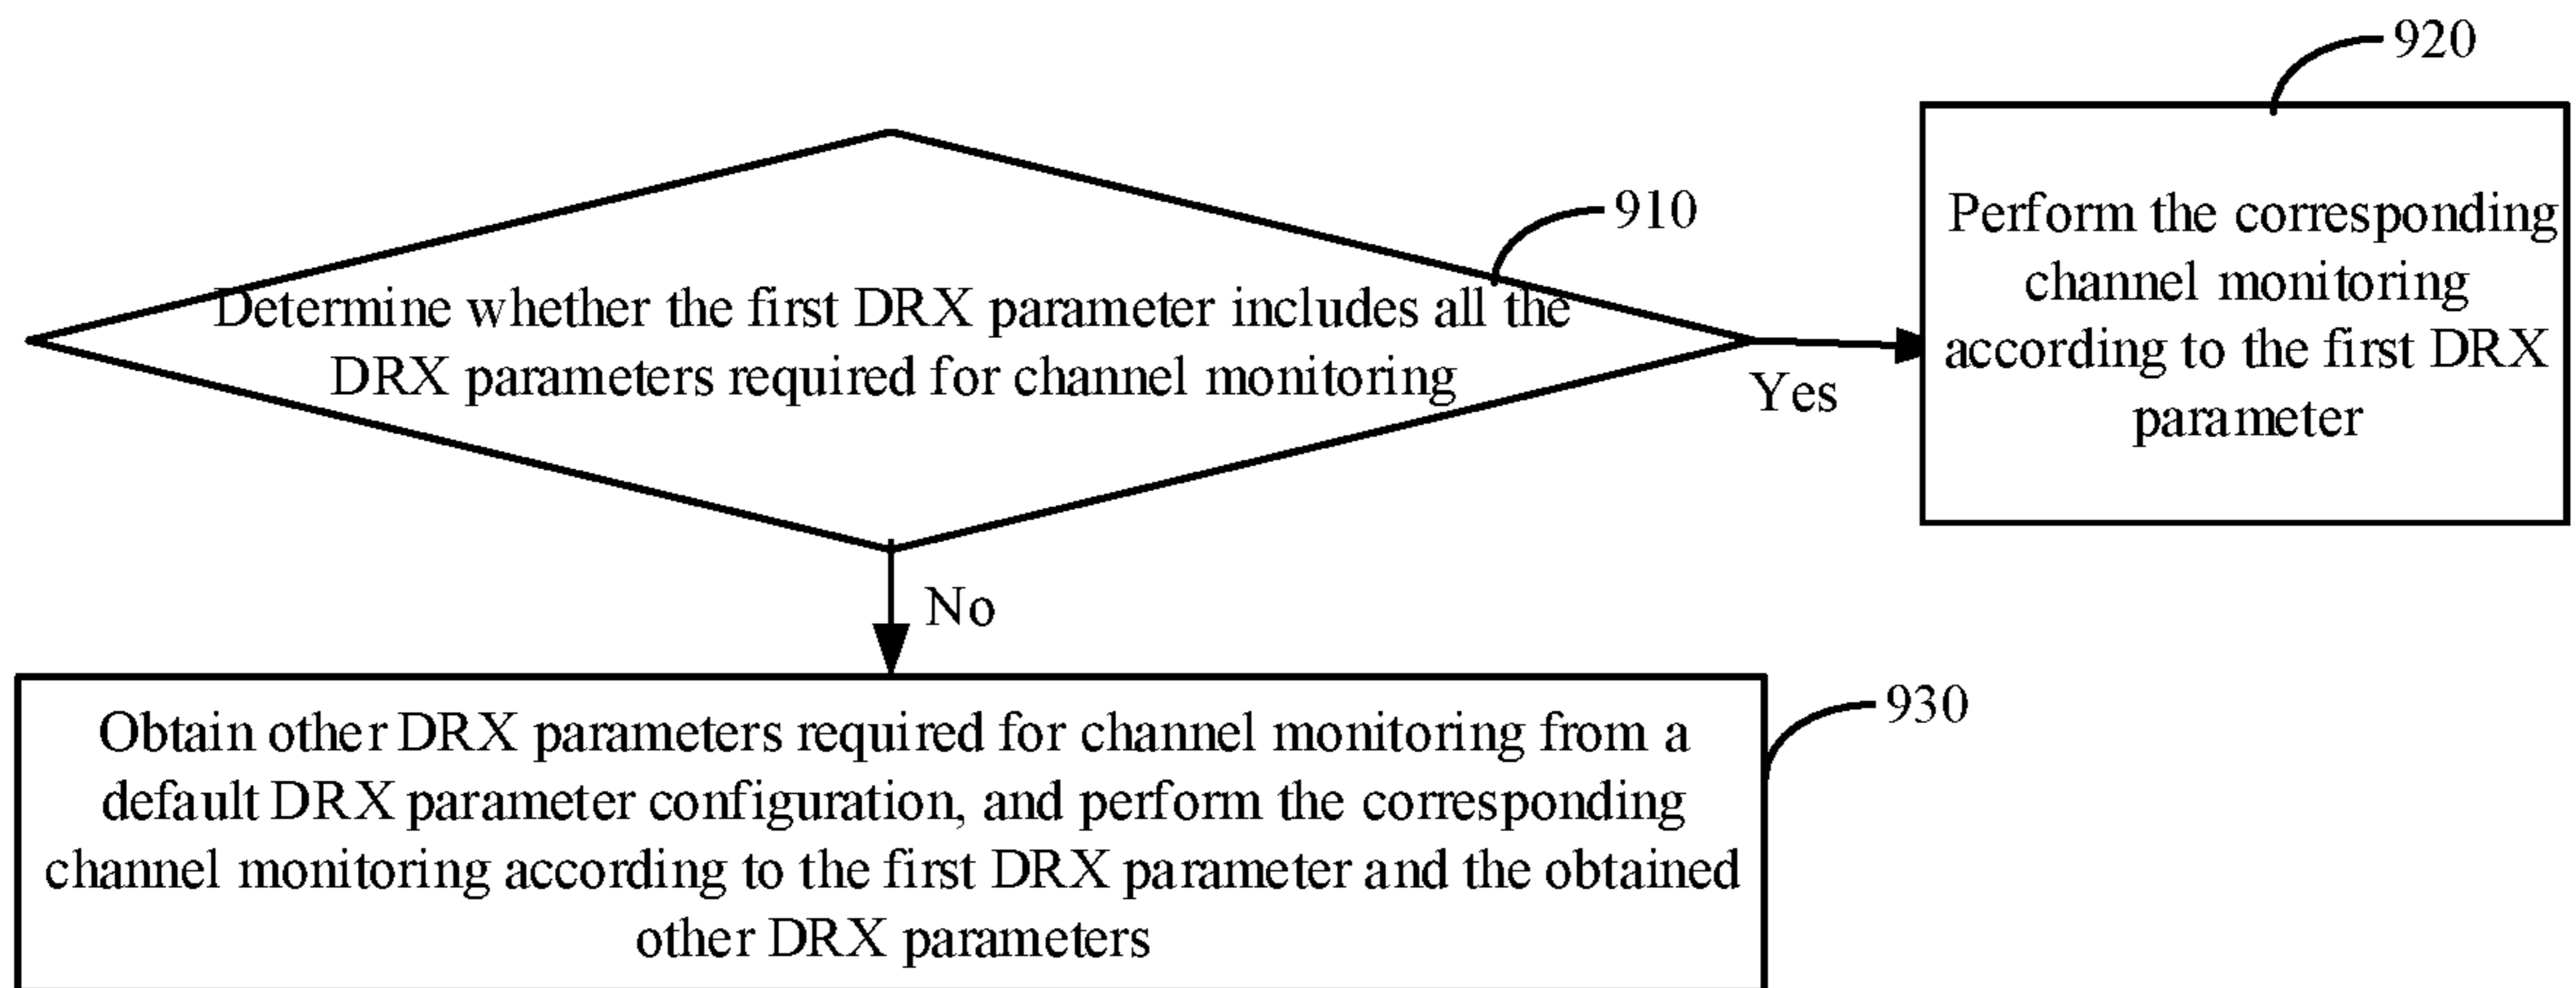 920
910
Determine whether the first DRX parameter includes all the
DRX parameters required for channel monitoring
Yes
Perform the corresponding
channel monitoring
according to the first DRX
parameter
No
930
Obtain other DRX parameters required for channel monitoring from a
default DRX parameter configuration, and perform the corresponding
channel monitoring according to the first DRX parameter and the obtained
other DRX parameters